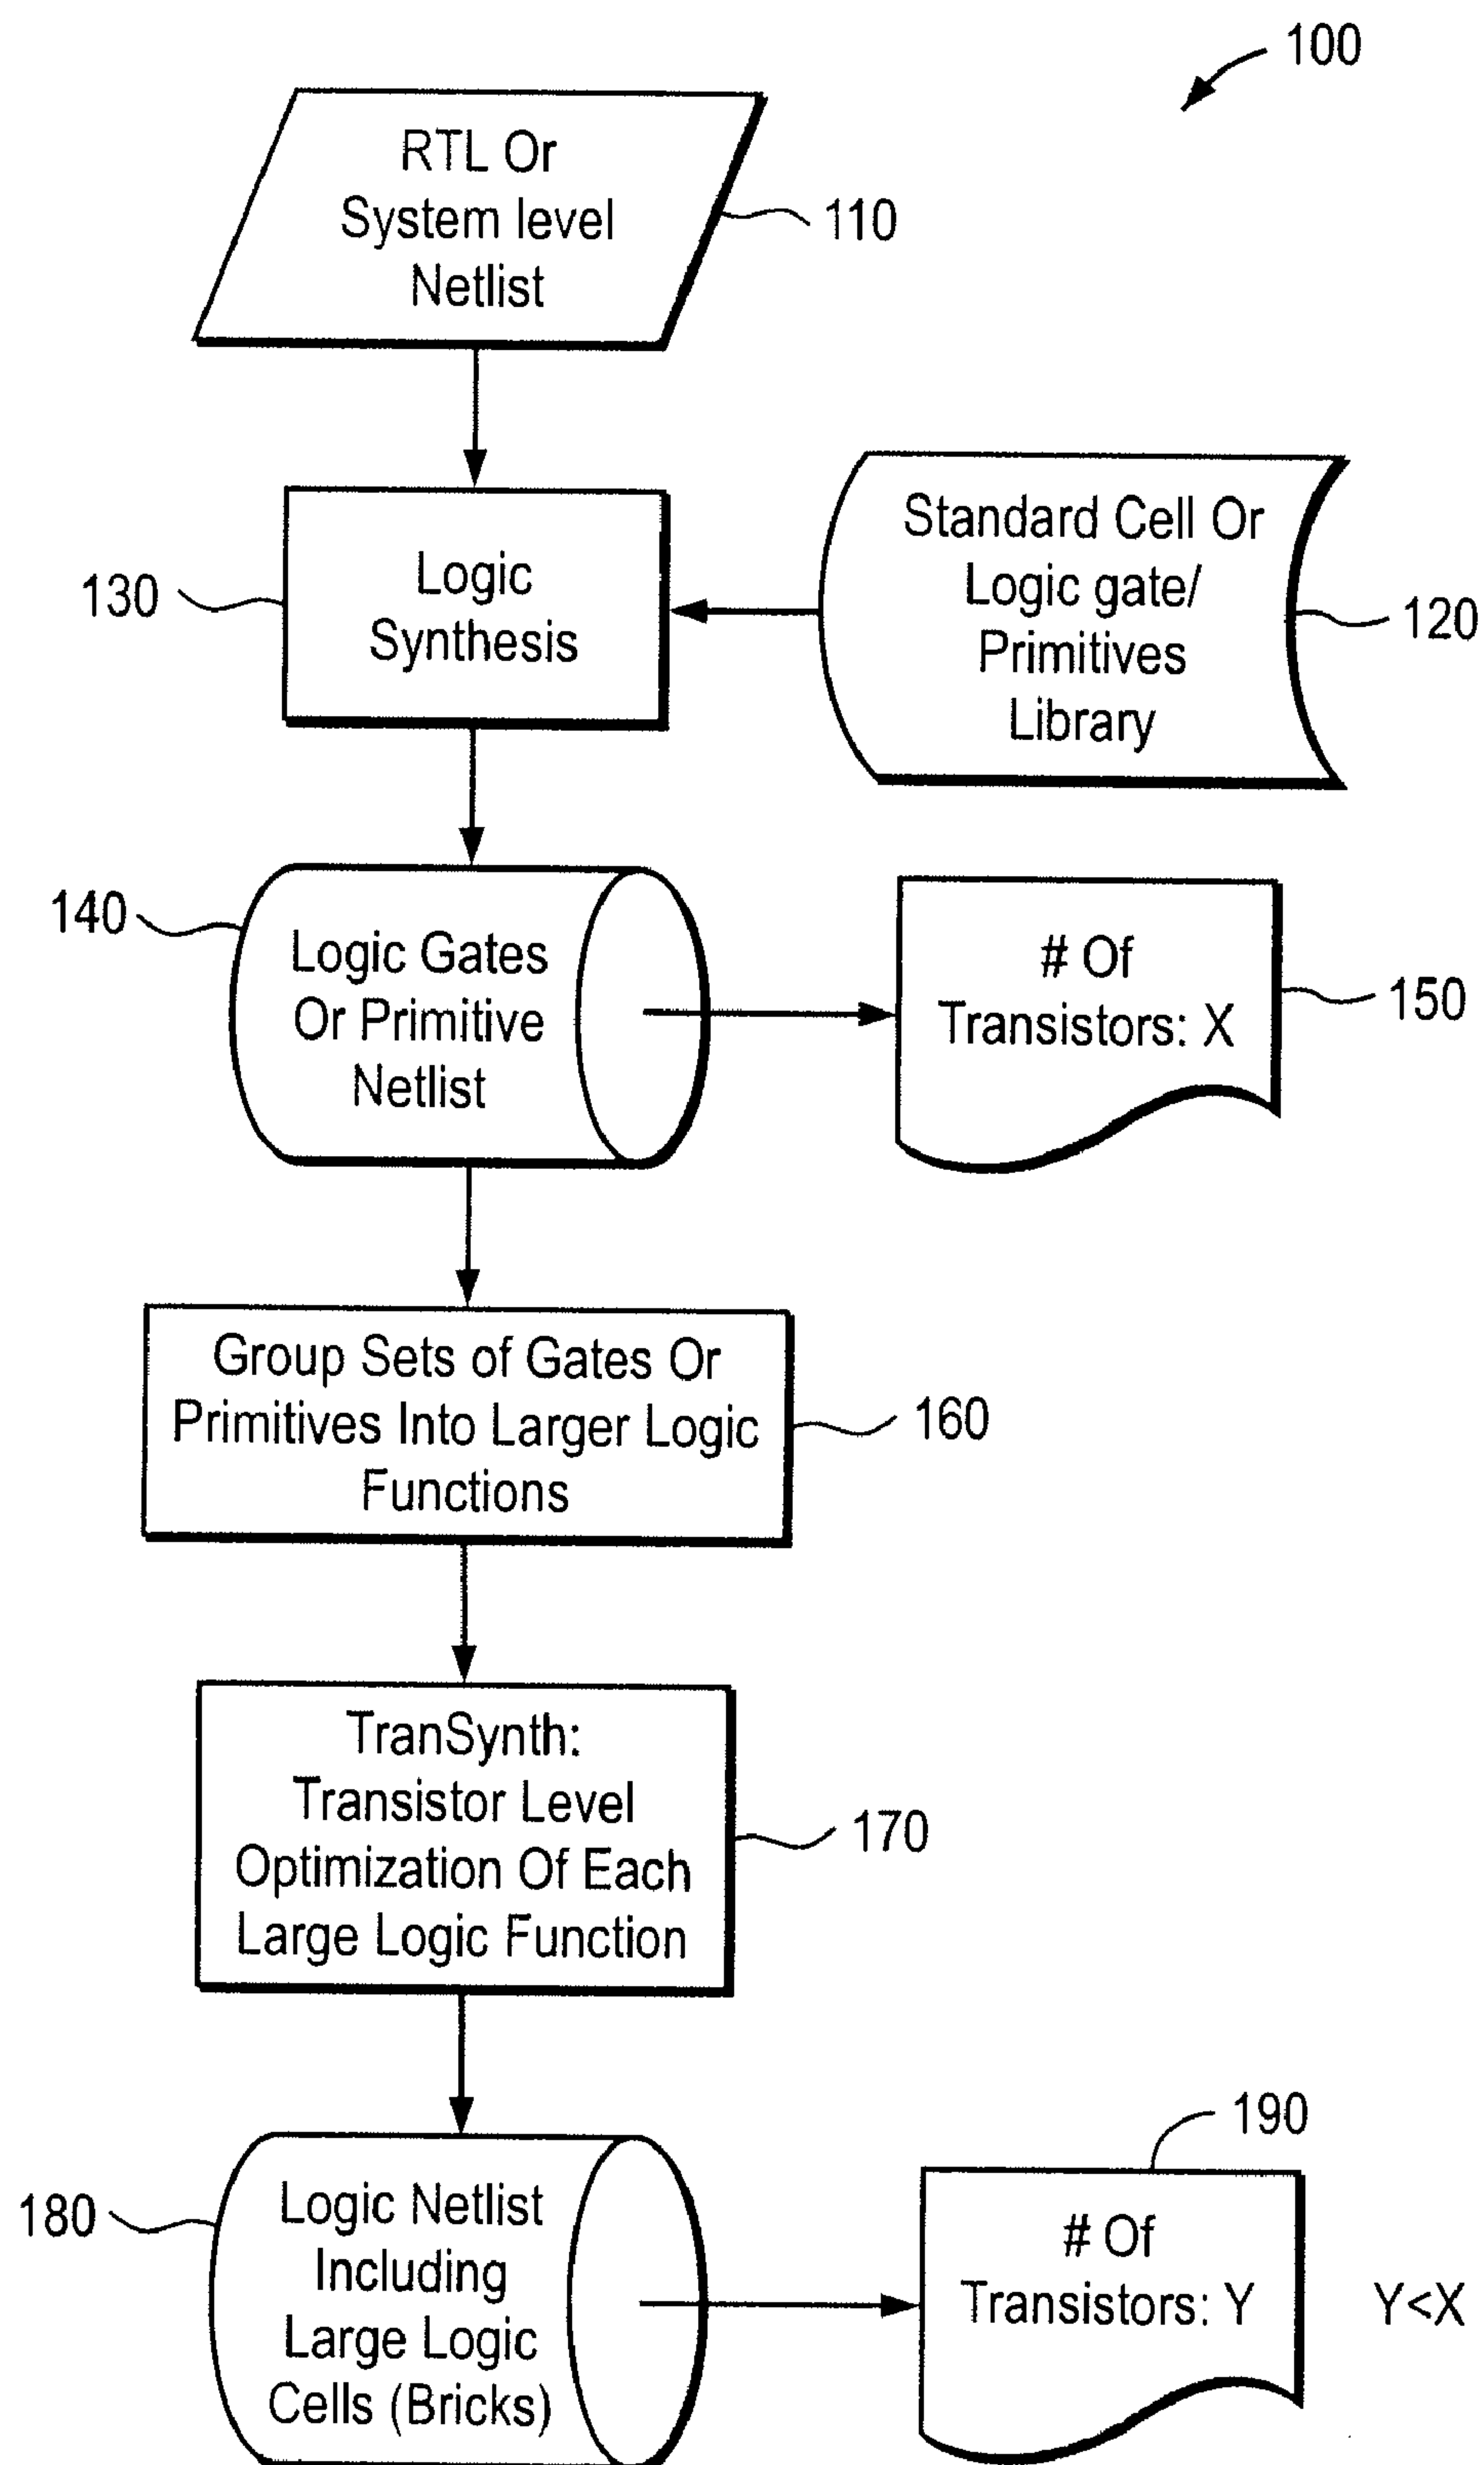 100
RTL Or
System level
Netlist
110
Standard Cell Or
Logic gate/
Primitives
Library
120
130
Logic
Synthesis
140
Logic Gates
Or Primitive
Netlist
# Of
Transistors: X
150
Group Sets of Gates Or
Primitives Into Larger Logic
Functions
160
TranSynth:
Transistor Level
Optimization Of Each
Large Logic Function
170
180
Logic Netlist
Including
Large Logic
Cells (Bricks)
190
# Of
Transistors: Y
Y<X